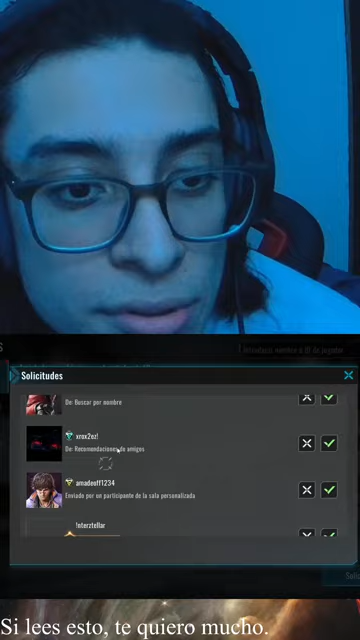 Introduzca nombre o ID de jugador
Solicitudes
De: Buscar por nombre
xrox2ez!
De: Recomendaciones de amigos
amadeoff1234
Enviado por un partisipante de la sala personalizada
!nterztellar
Si lees esto, te quiero mucho.